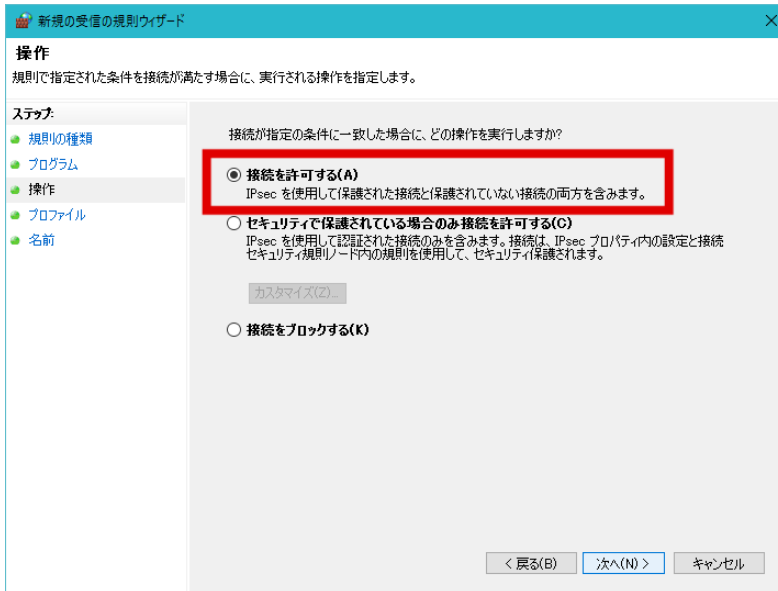 新規の受信の規則ウィザード
操作
規則で指定された条件を接続が満たす場合に、実行される操作を指定します。
ステップ:
規則の種類
プログラム
操作
プロファイル
名前
接続が指定の条件に一致した場合に、どの操作を実行しますか?
接続を許可する(A)
IPsec を使用して保護された接続と保護されていない接続の両方を含みます。
セキュリティで保護されている場合のみ接続を許可する(C)
IPsec を使用して認証された接続のみを含みます。接続は、IPsec プロパティ内の設定と接続
セキュリティ規則ノード内の規則を使用して、セキュリティ保護されます。
カスタマイズ(Z)...
接続をブロックする(K)
< 戻る(B)
次へ(N) >
キャンセル